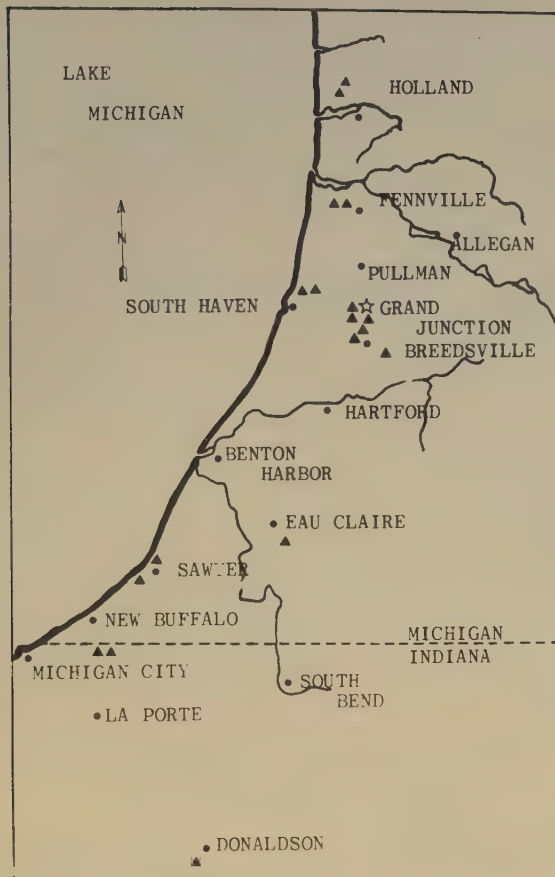 LAKE
MICHIGAN
HOLLAND
N
FENNVILLE
ALLEGAN
PULLMAN
SOUTH HAVEN
GRAND
JUNCTION
BREEDSVILLE
HARTFORD
BENTON
HARBOR
EAU CLAIRE
SAWYER
NEW BUFFALO
MICHIGAN
INDIANA
MICHIGAN CITY
SOUTH
BEND
LA PORTE
DONALDSON